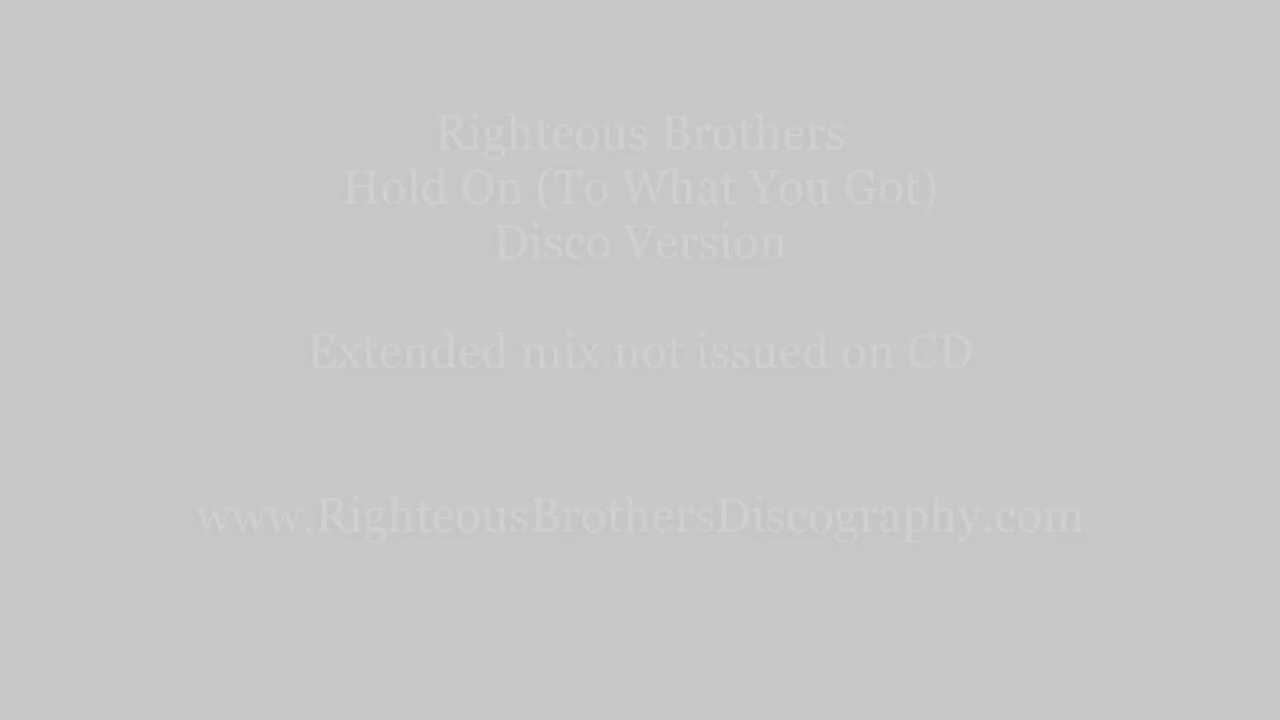 Righteous Brothers
Hold On (To What You Got)
Disco Version
Extended mix not issued on CD
www.RighteousBrothersDiscography.com